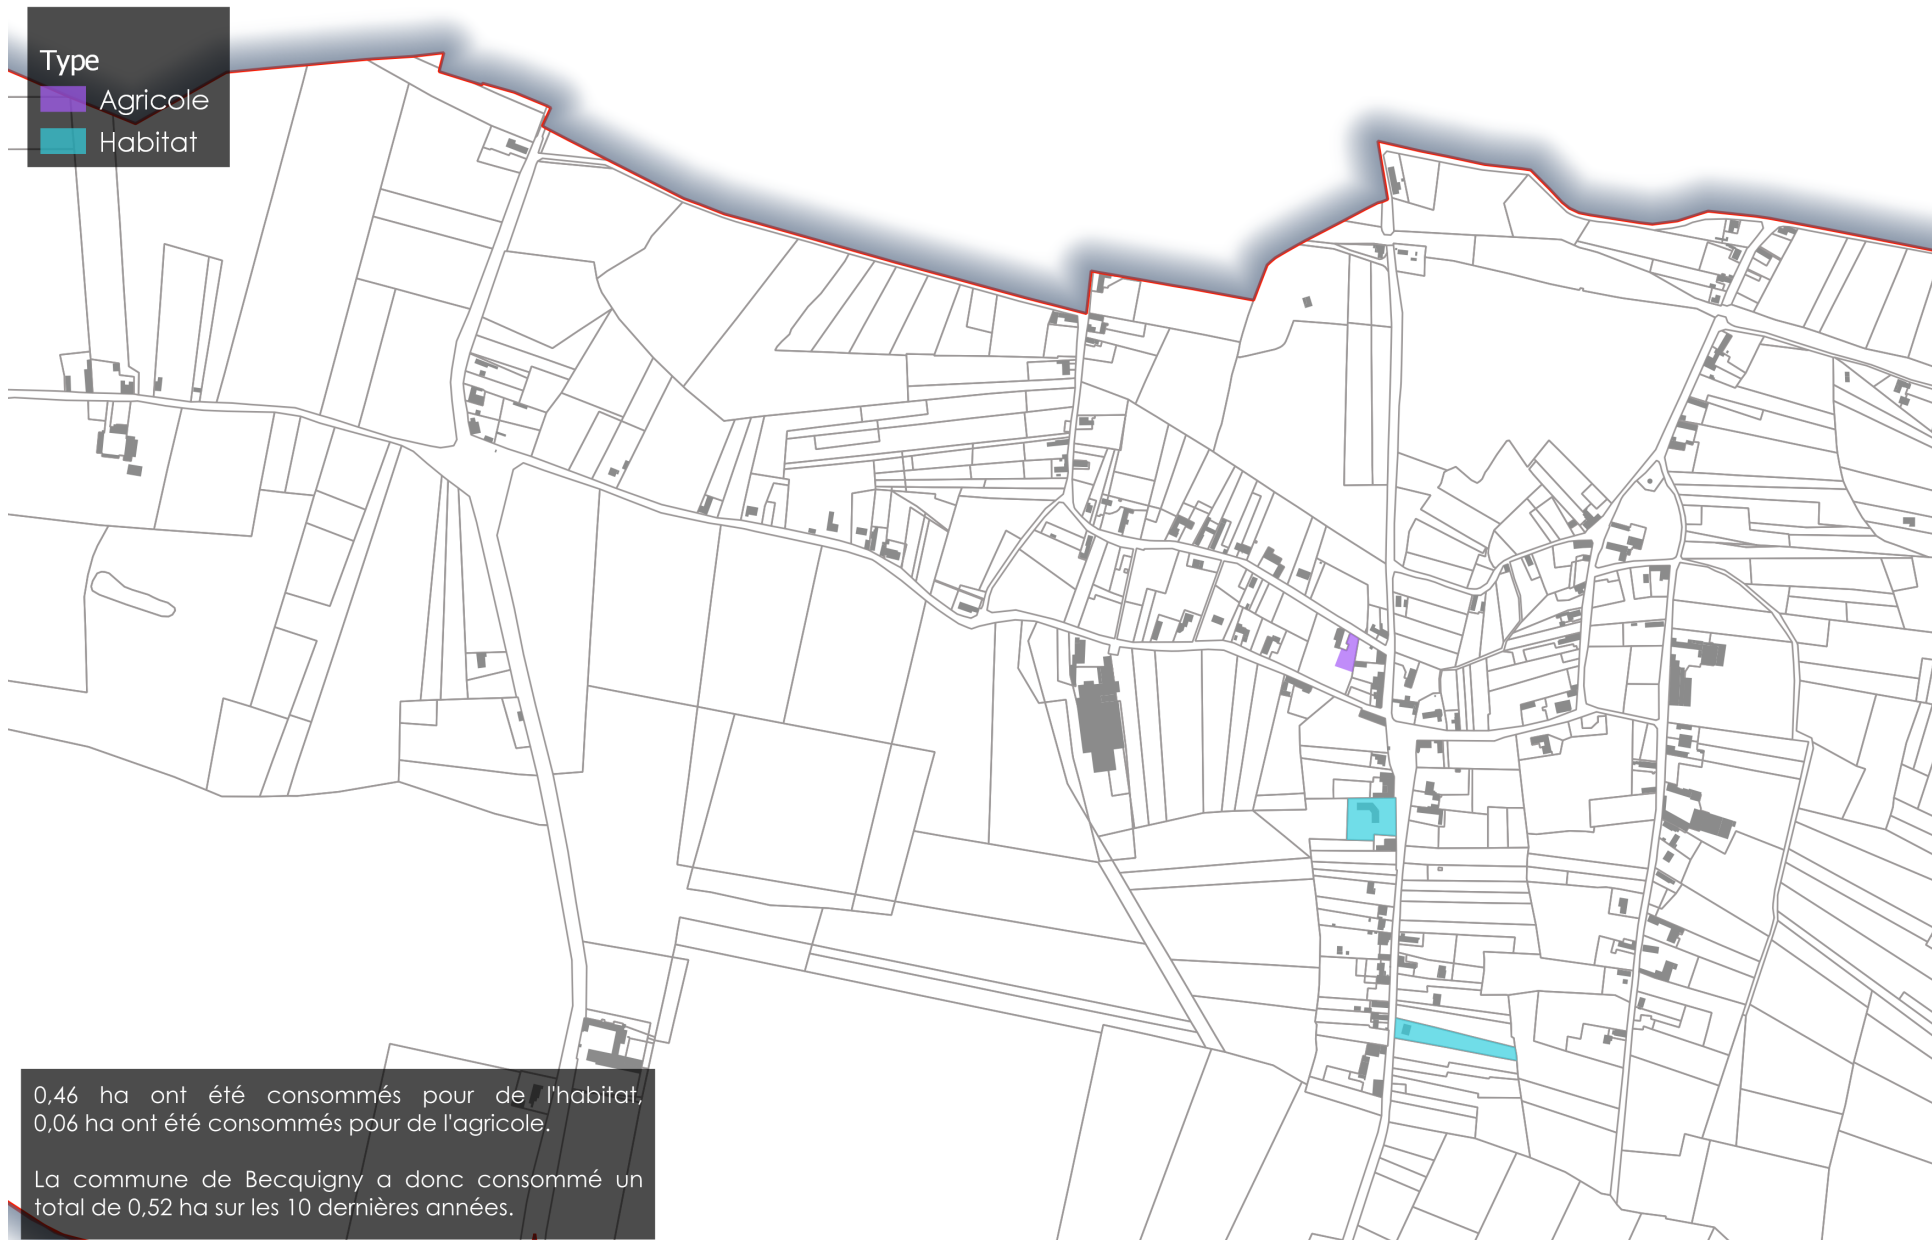 Type
Agricole
Habitat
0,46 ha ont été consommés pour de l'habitat,
0,06 ha ont été consommés pour de l'agricole.
La commune de Becquigny a donc consommé un
total de 0,52 ha sur les 10 dernières années.